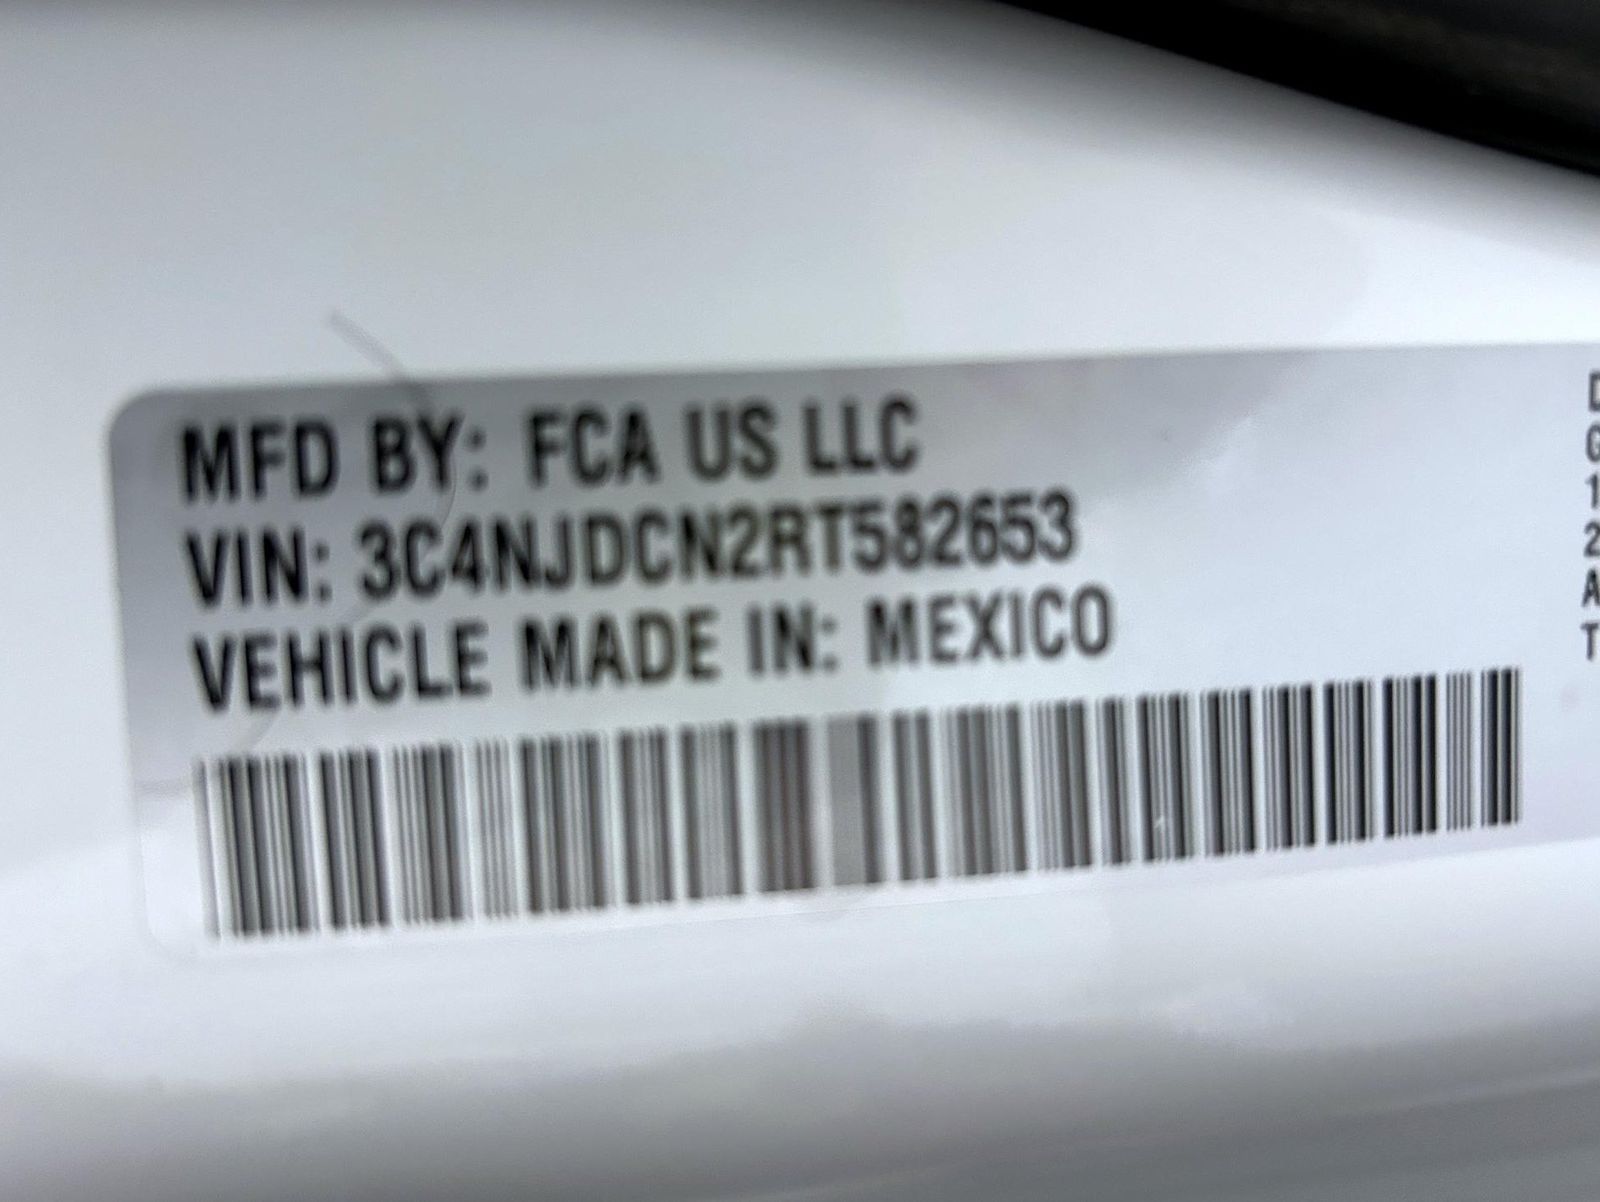 MFD BY: FCA US LLC
VIN: 3C4NJDCN2RT582653
VEHICLE MADE IN: MEXICO